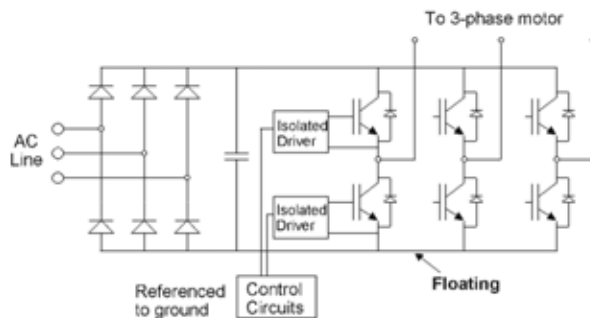 To 3-phase motor
AC
Line
Isolated
Driver
Isolated
Driver
Floating
Referenced
to ground
Control
Circuits